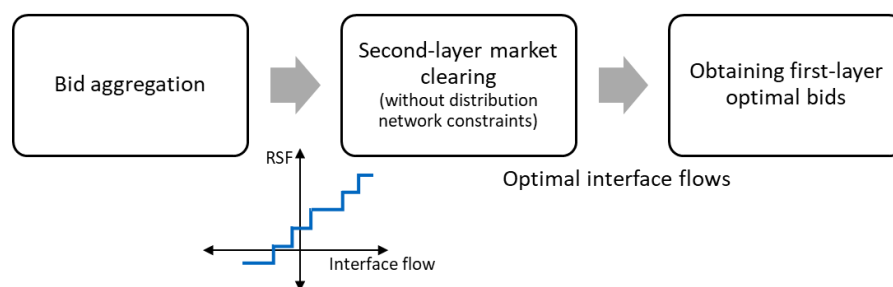 Bid aggregation
Second-layer market
clearing
(without distribution
network constraints)
Obtaining first-layer
optimal bids
RSF
Optimal interface flows
Interface flow